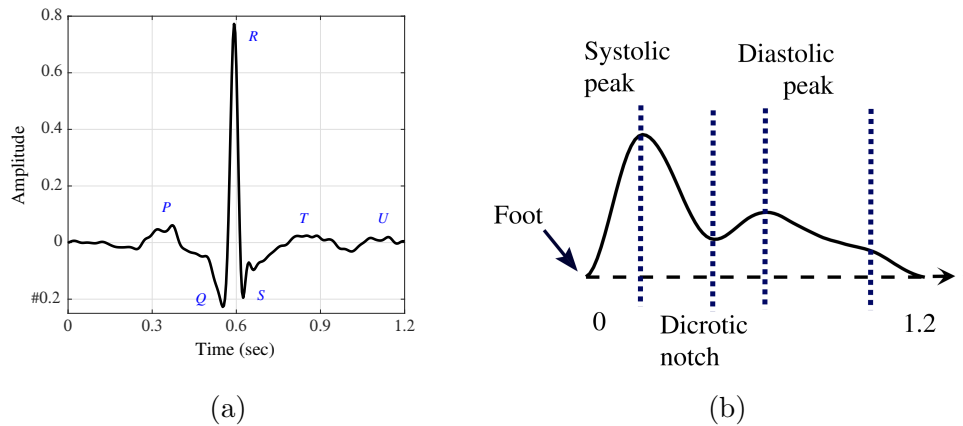 0.8
0.6
0.4
0.2
0
#0.2
Amplitude
R
P
T
U
Q
S
0
0.3
0.6
0.9
1.2
Time (sec)
(a)
Systolic
peak
Diastolic
peak
Foot
0
Dicrotic
notch
1.2
(b)